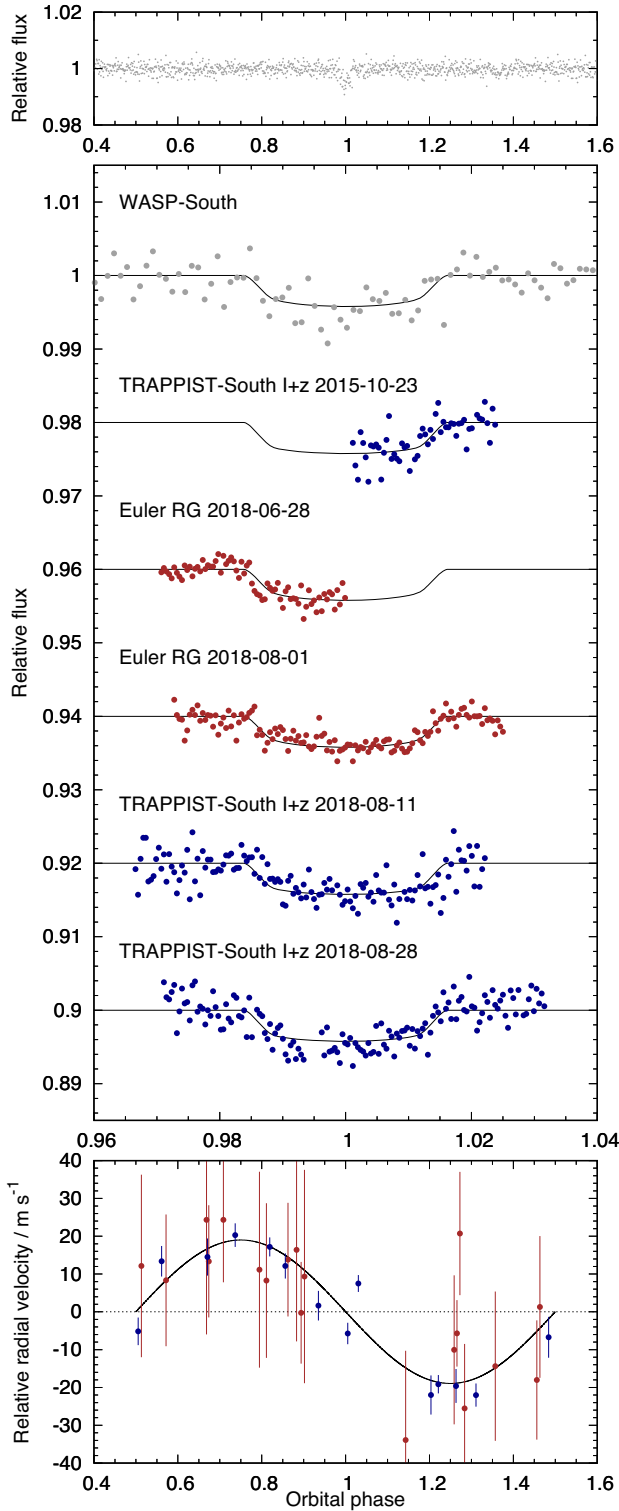 Relative flux
1.02
1
0.98
0.4 0.6 0.8 1 1.2 1.4 1.6
Relative flux
1.01
1
0.99
0.98
0.97
0.96
0.95
0.94
0.93
0.92
0.91
0.9
0.89
WASP-South
TRAPPIST-South I+z 2015-10-23
Euler RG 2018-06-28
Euler RG 2018-08-01
TRAPPIST-South I+z 2018-08-11
TRAPPIST-South I+z 2018-08-28
0.96 0.98 1 1.02 1.04
Relative radial velocity / m s⁻¹
40
30
20
10
0
-10
-20
-30
-40
0.4 0.6 0.8 1 1.2 1.4 1.6
Orbital phase